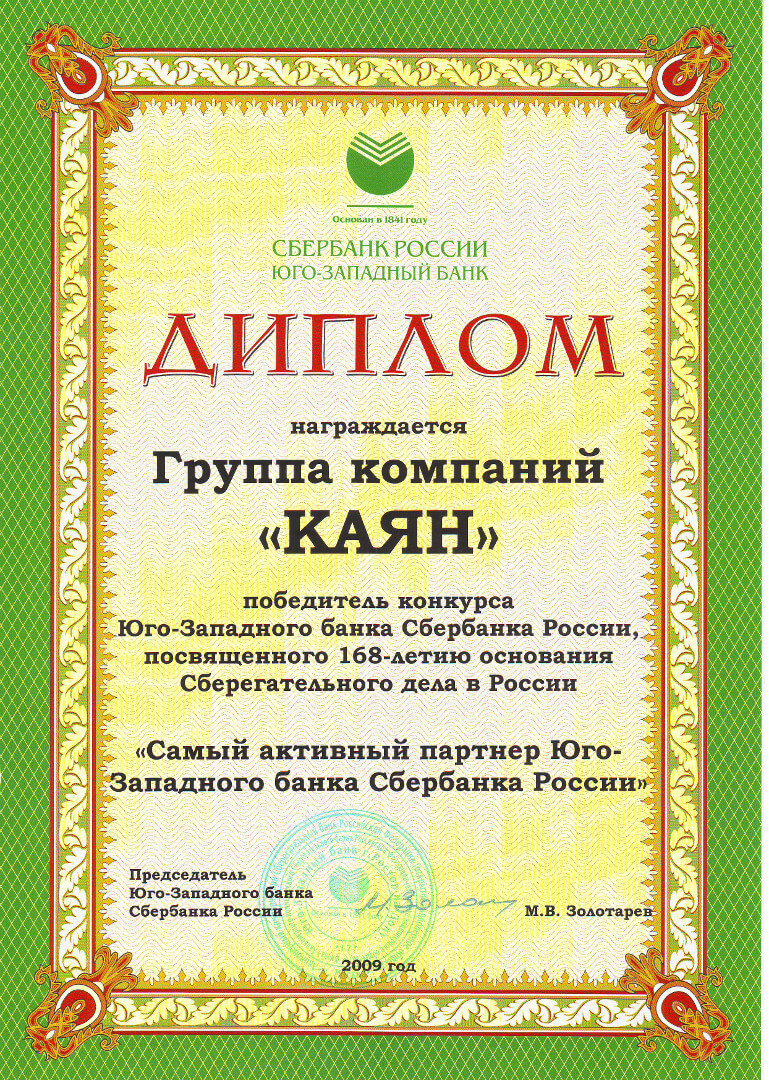 Основан в 1841 году
СБЕРБАНК РОССИИ
ЮГО-ЗАПАДНЫЙ БАНК
ДИПЛОМ
награждается
Группа компаний
«КАЯН»
победитель конкурса
Юго-Западного банка Сбербанка России,
посвященного 168-летию основания
Сберегательного дела в России
«Самый активный партнер Юго-
Западного банка Сбербанка России»
Председатель
Юго-Западного банка
Сбербанка России
М.В. Золотарев
2009 год